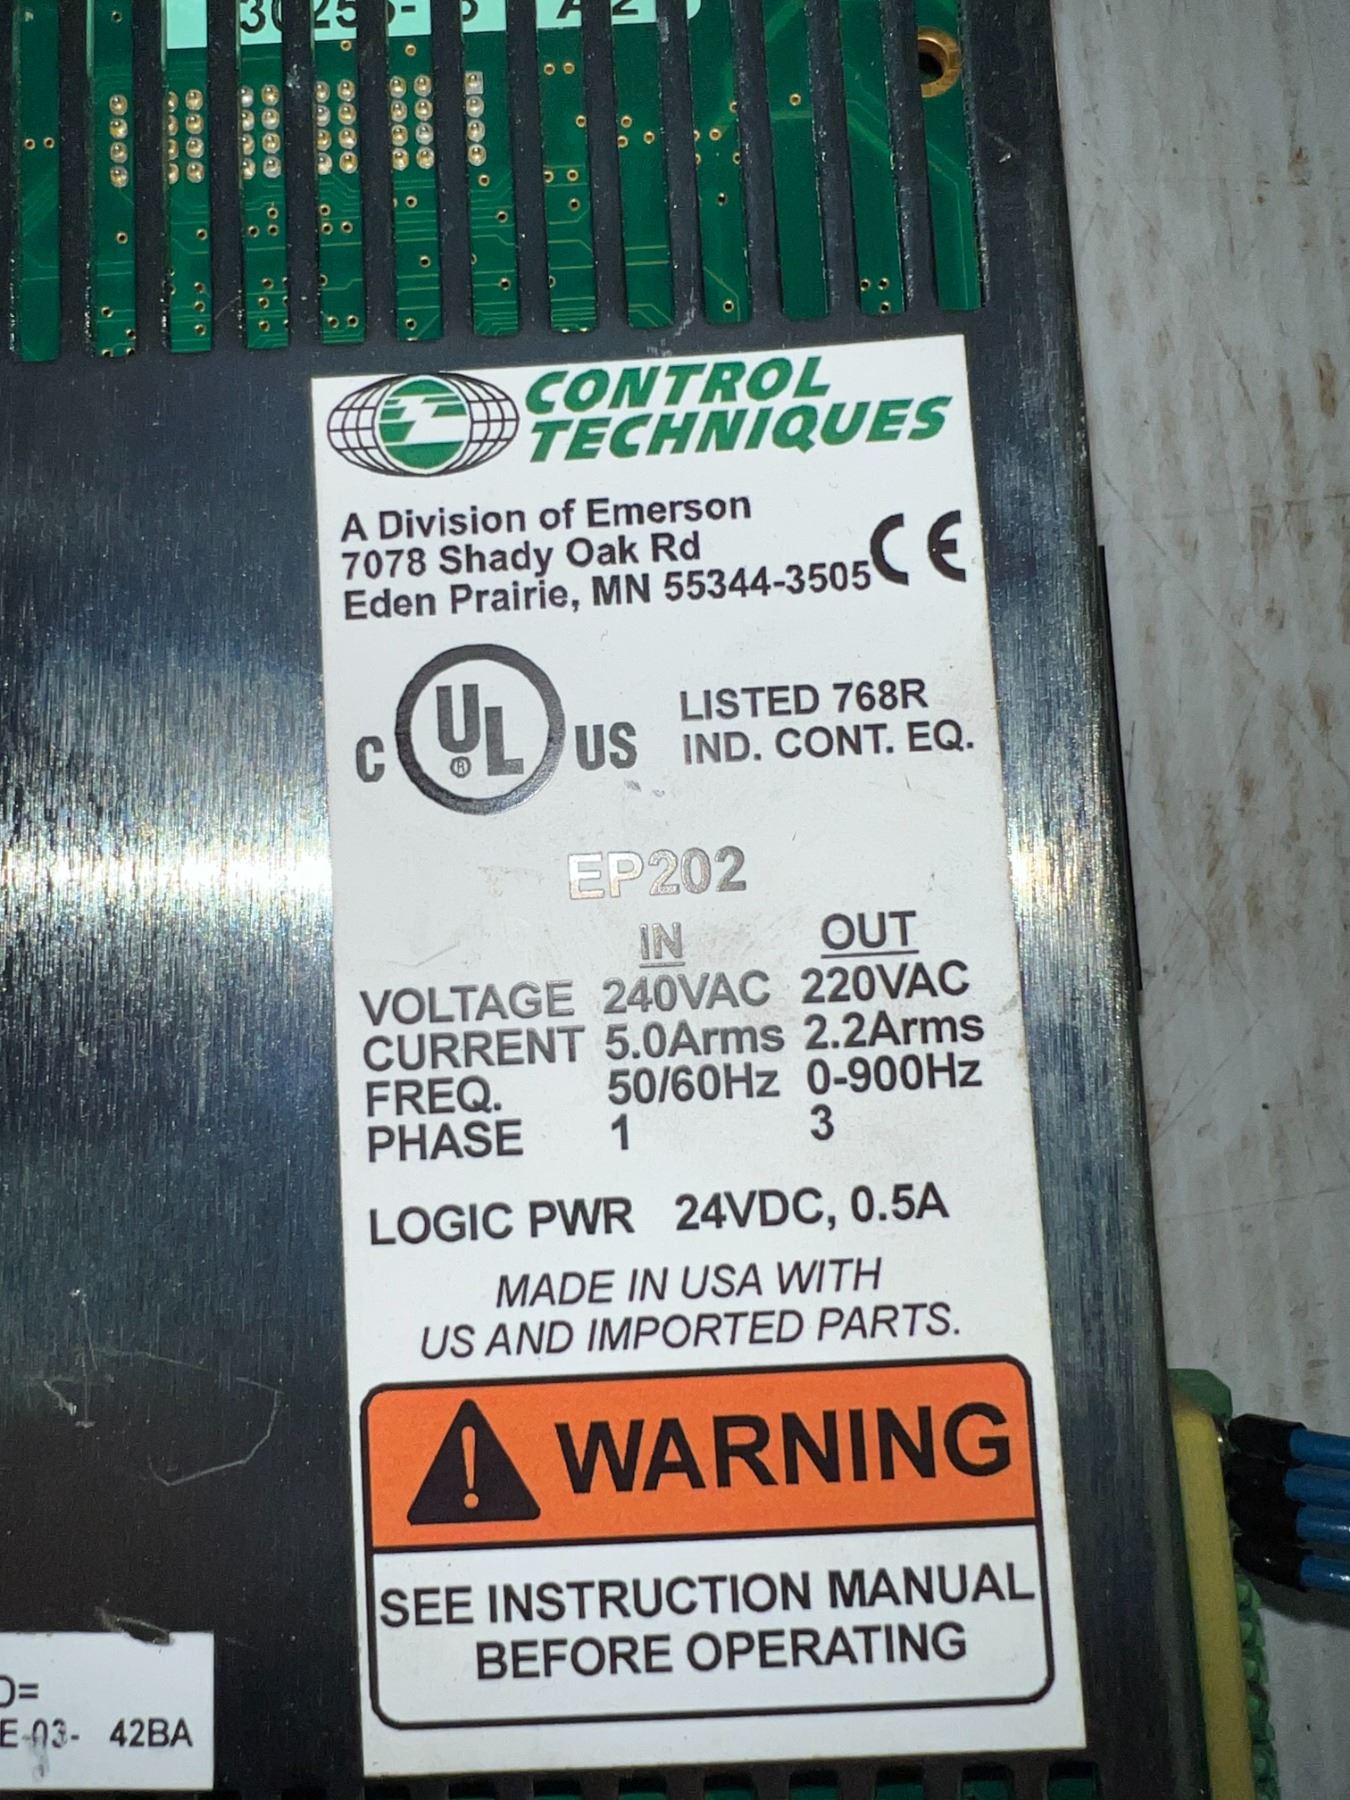 CONTROL
TECHNIQUES
A Division of Emerson
7078 Shady Oak Rd
Eden Prairie, MN 55344-3505 CE
C UL ® US
LISTED 768R
IND. CONT. EQ.
EP202
IN OUT
VOLTAGE 240VAC 220VAC
CURRENT 5.0Arms 2.2Arms
FREQ. 50/60Hz 0-900Hz
PHASE 1 3
LOGIC PWR 24VDC, 0.5A
MADE IN USA WITH
US AND IMPORTED PARTS.
WARNING
SEE INSTRUCTION MANUAL
BEFORE OPERATING
E-03- 42BA